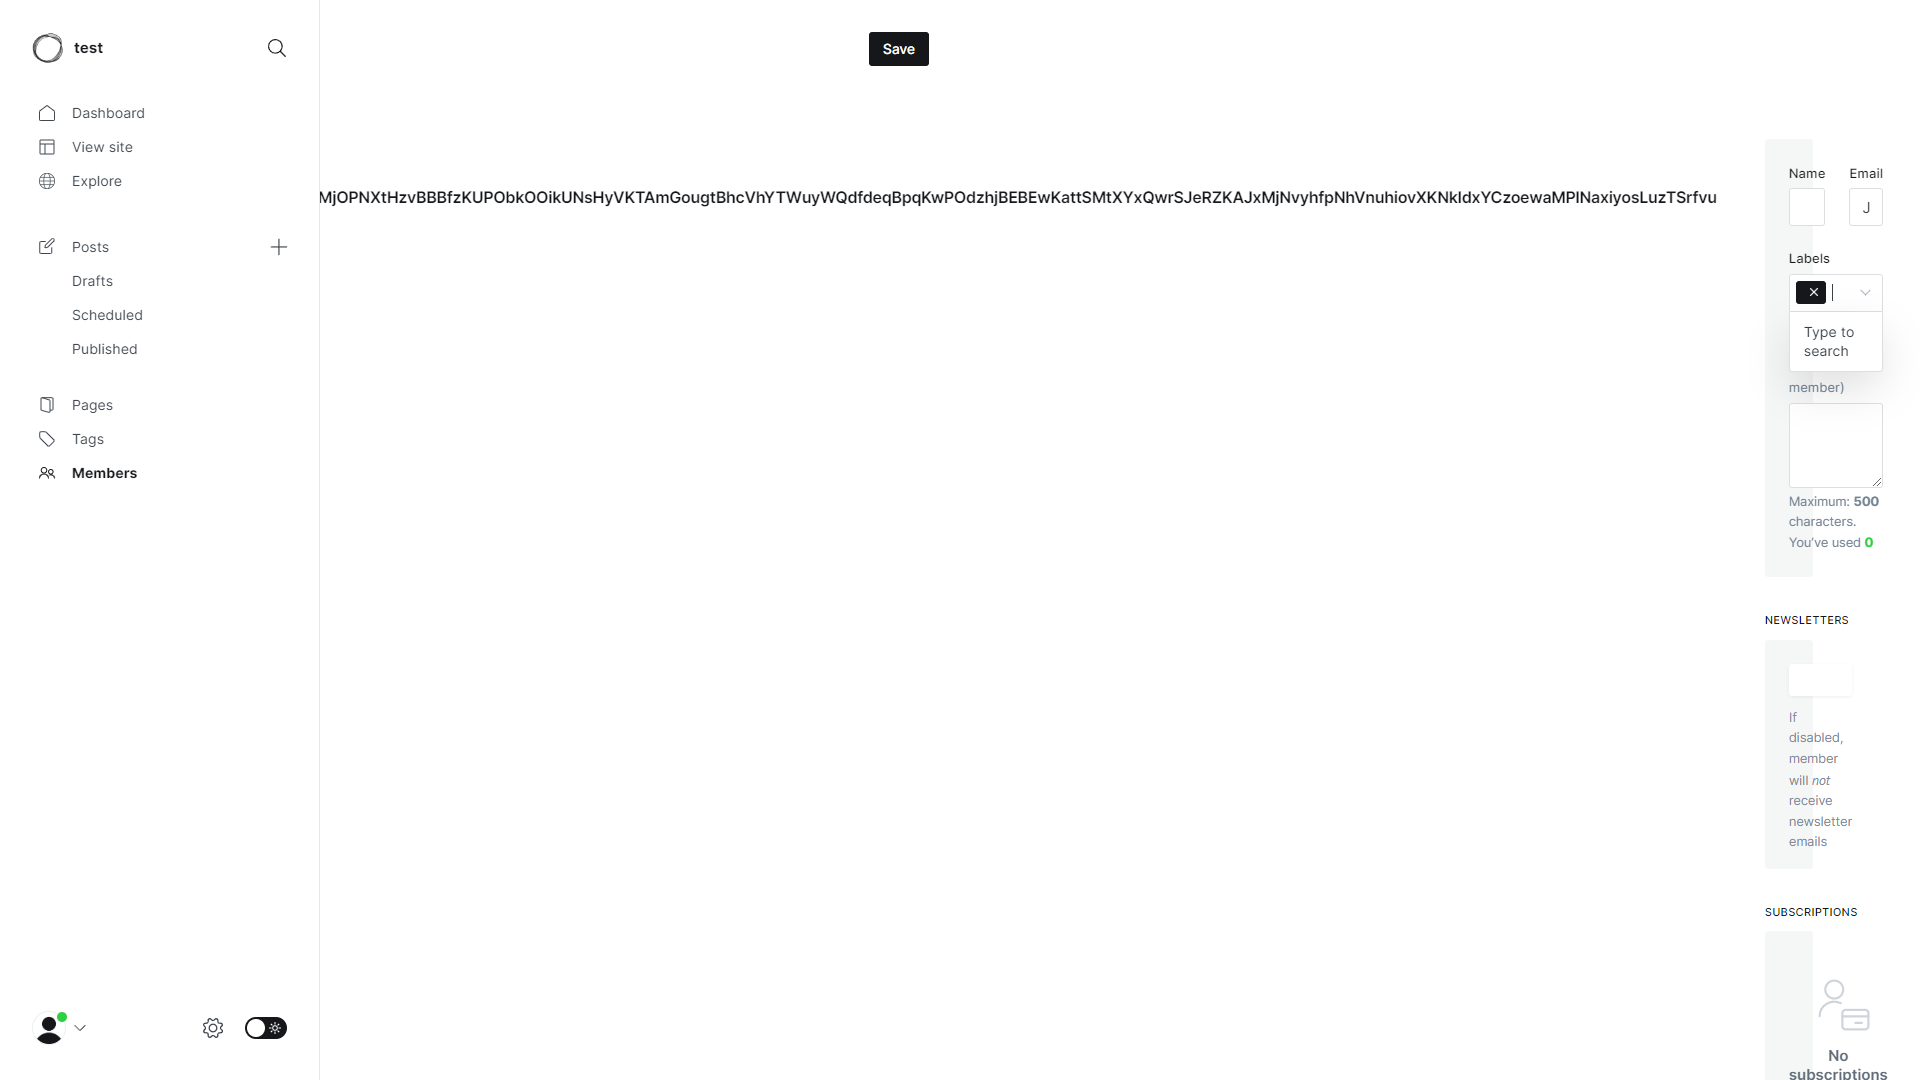 test
Dashboard
View site
Explore
Posts
Drafts
Scheduled
Published
Pages
Tags
Members
Save
MjOPNXtHzvBBBfzKUPObkOOikUNsHyVKTAmGougtBhcVhYTWuyWQdfdeqBpqKwPOdzhjBEBEwKattSMtXYxQwrSJeRZKAJxMjNvyhfpNhVnuhiovXKNkIdxYCzoewaMPINaxiyosLuzTSrfvu
Name
Email
J
Labels
Type to
search
member)
Maximum: 500
characters.
You've used 0
NEWSLETTERS
If
disabled,
member
will not
receive
newsletter
emails
SUBSCRIPTIONS
No
subscriptions